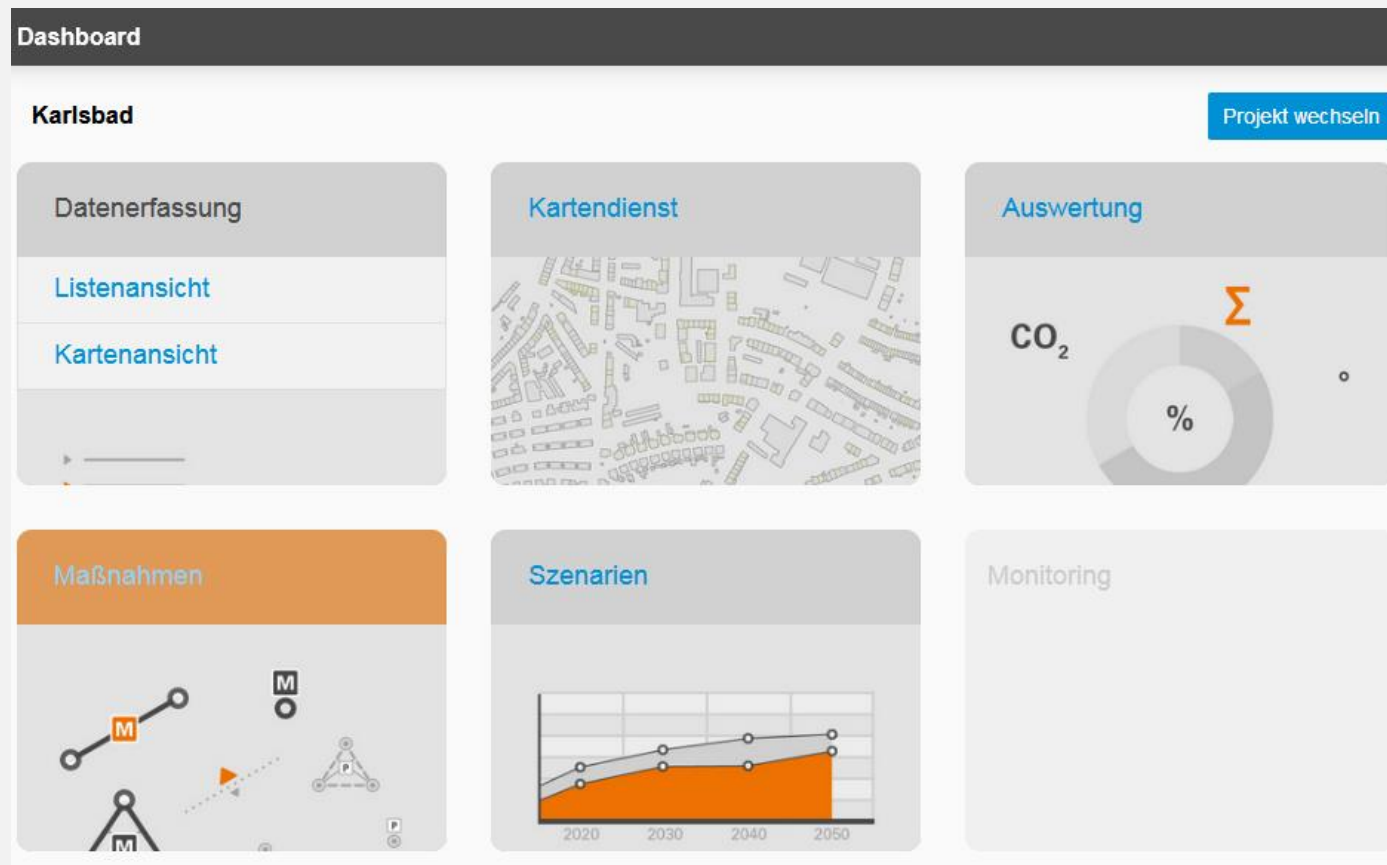 Dashboard
Karlsbad
Projekt wechseln
Datenerfassung
Listenansicht
Kartenansicht
Kartendienst
Auswertung
CO₂
Σ
%
Maßnahmen
M
M
M
P
P
Szenarien
2020 2030 2040 2050
Monitoring